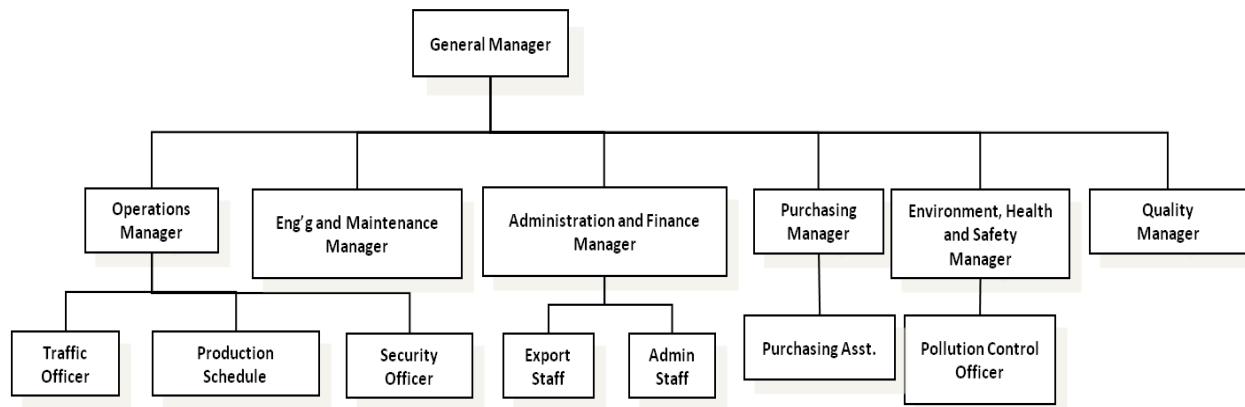 General Manager
Operations
Manager
Eng'g and Maintenance
Manager
Administration and Finance
Manager
Purchasing
Manager
Environment, Health
and Safety
Manager
Quality
Manager
Traffic
Officer
Production
Schedule
Security
Officer
Export
Staff
Admin
Staff
Purchasing Asst.
Pollution Control
Officer